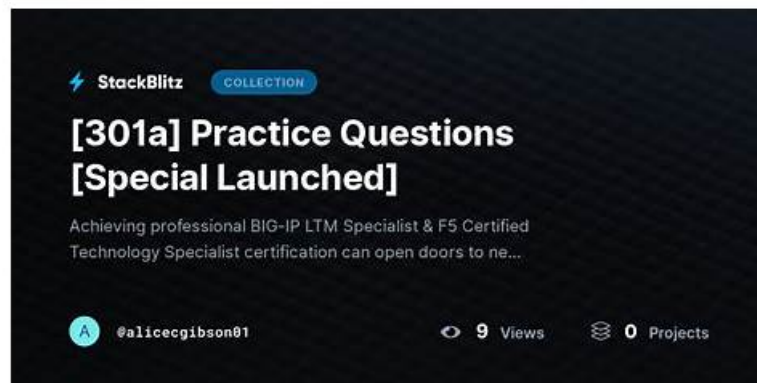 StackBlitz COLLECTION
[301a] Practice Questions
[Special Launched]
Achieving professional BIG-IP LTM Specialist & F5 Certified
Technology Specialist certification can open doors to ne...
A @alicecgibson01 9 Views 0 Projects